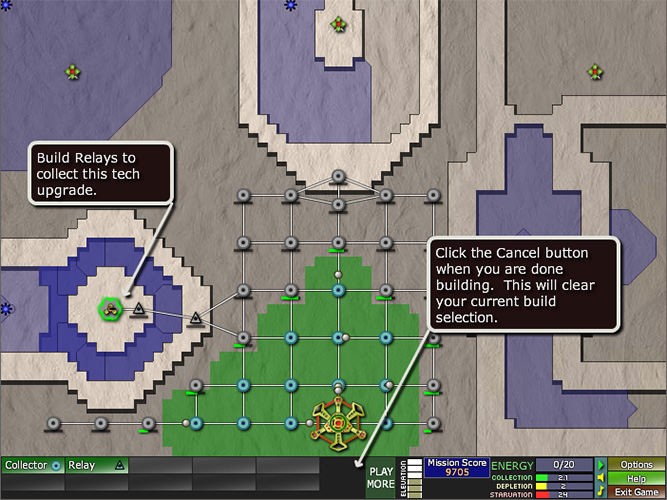 Build Relays to
collect this tech
upgrade.
Click the Cancel button
when you are done
building. This will clear
your current build
selection.
Collector
Relay
PLAY
MORE
ELEVATION
Mission Score
9705
ENERGY
0/20
COLLECTION
2.1
DEPLETION
2
STARVATION
Options
Help
Exit Game